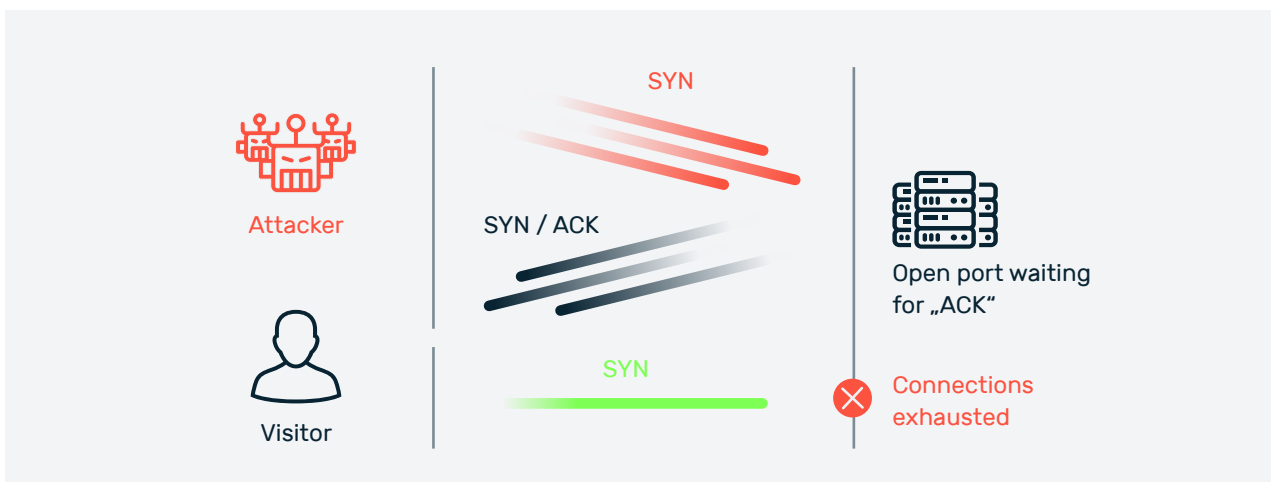 SYN
Attacker
SYN / ACK
Open port waiting
for „ACK“
SYN
Connections
exhausted
Visitor